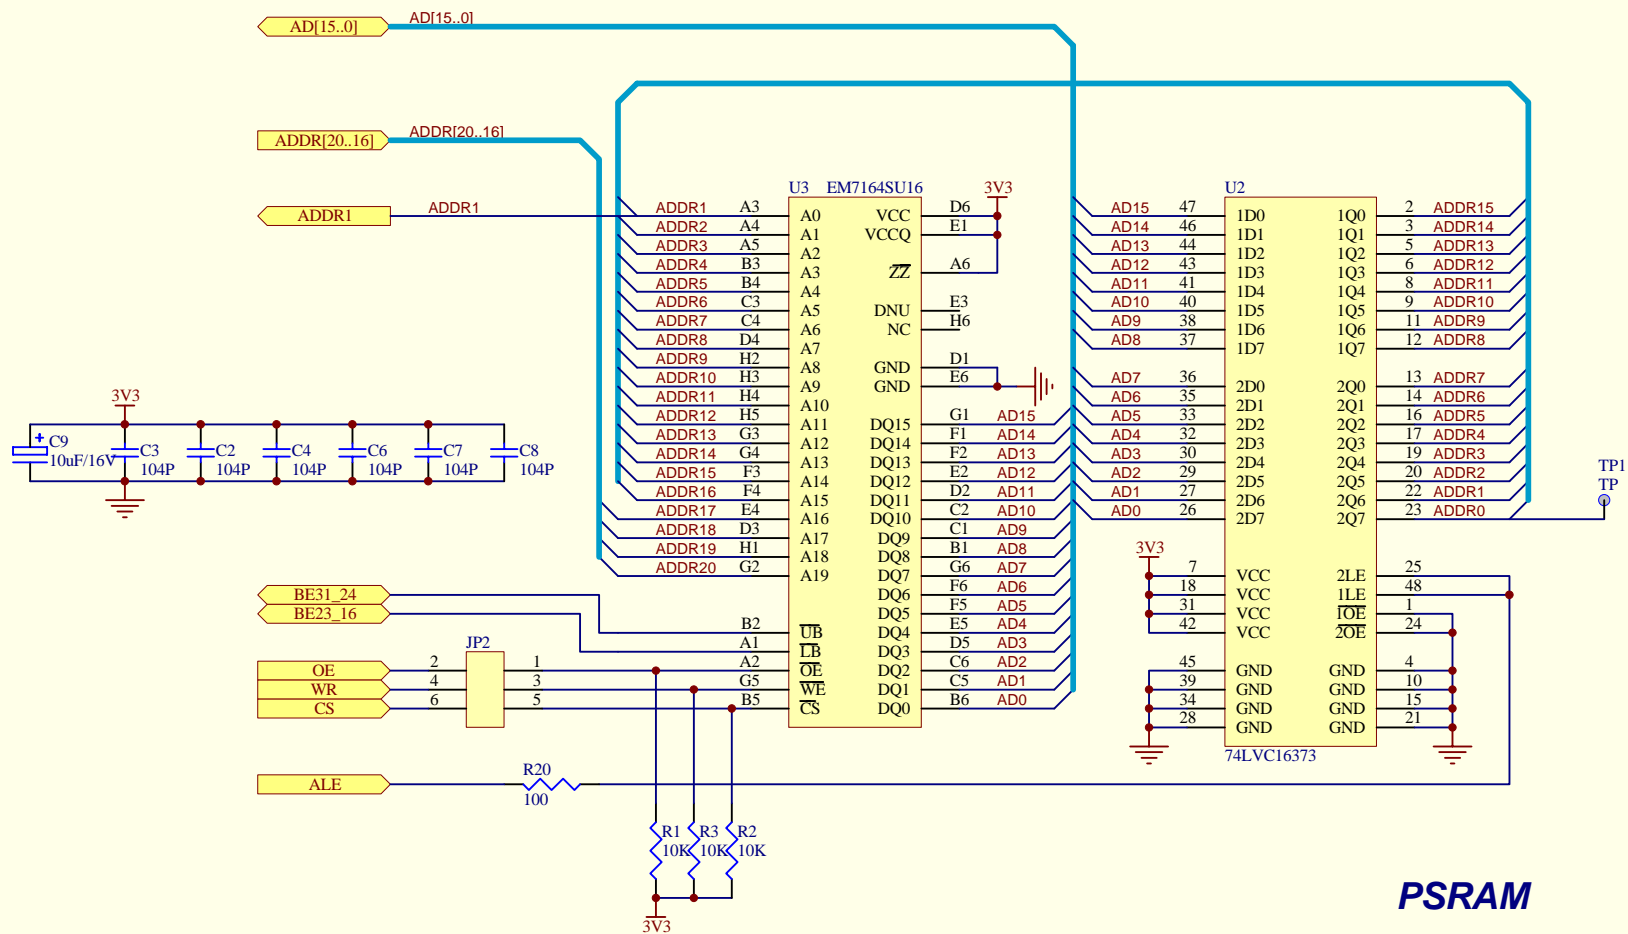 AD[15..0] AD[15..0]
ADDR[20..16] ADDR[20..16]
ADDR1 ADDR1
U3 EM7164SU16
ADDR1 A3 A0
ADDR2 A4 A1
ADDR3 A5 A2
ADDR4 B3 A3
ADDR5 B4 A4
ADDR6 C3 A5
ADDR7 C4 A6
ADDR8 D4 A7
ADDR9 H2 A8
ADDR10 H3 A9
ADDR11 H4 A10
ADDR12 H5 A11
ADDR13 G3 A12
ADDR14 G4 A13
ADDR15 F3 A14
ADDR16 F4 A15
ADDR17 E4 A16
ADDR18 D3 A17
ADDR19 H1 A18
ADDR20 G2 A19
B2 UB
A1 LB
A2 OE
G5 WE
B5 CS
3V3
VCC D6
VCCQ E1
ZZ A6
DNU E3
NC H6
GND D1
GND E6
DQ15 G1 AD15
DQ14 F1 AD14
DQ13 F2 AD13
DQ12 E2 AD12
DQ11 D2 AD11
DQ10 C2 AD10
DQ9 C1 AD9
DQ8 B1 AD8
DQ7 G6 AD7
DQ6 F6 AD6
DQ5 F5 AD5
DQ4 E5 AD4
DQ3 D5 AD3
DQ2 C6 AD2
DQ1 C5 AD1
DQ0 B6 AD0
U2
AD15 47 1D0 1Q0 2 ADDR15
AD14 46 1D1 1Q1 3 ADDR14
AD13 44 1D2 1Q2 5 ADDR13
AD12 43 1D3 1Q3 6 ADDR12
AD11 41 1D4 1Q4 8 ADDR11
AD10 40 1D5 1Q5 9 ADDR10
AD9 38 1D6 1Q6 11 ADDR9
AD8 37 1D7 1Q7 12 ADDR8
AD7 36 2D0 2Q0 13 ADDR7
AD6 35 2D1 2Q1 14 ADDR6
AD5 33 2D2 2Q2 16 ADDR5
AD4 32 2D3 2Q3 17 ADDR4
AD3 30 2D4 2Q4 19 ADDR3
AD2 29 2D5 2Q5 20 ADDR2
AD1 27 2D6 2Q6 22 ADDR1
AD0 26 2D7 2Q7 23 ADDR0
TP1
TP
3V3
7 VCC 2LE 25
18 VCC 1LE 48
31 VCC 1OE 1
42 VCC 2OE 24
45 GND GND 4
39 GND GND 10
34 GND GND 15
28 GND GND 21
74LVC16373
3V3
C9
10uF/16V
C3
104P
C2
104P
C4
104P
C6
104P
C7
104P
C8
104P
BE31_24
BE23_16
JP2
OE 2 1
WR 4 3
CS 6 5
ALE
R20
100
R1
10K
R3
10K
R2
10K
3V3
PSRAM